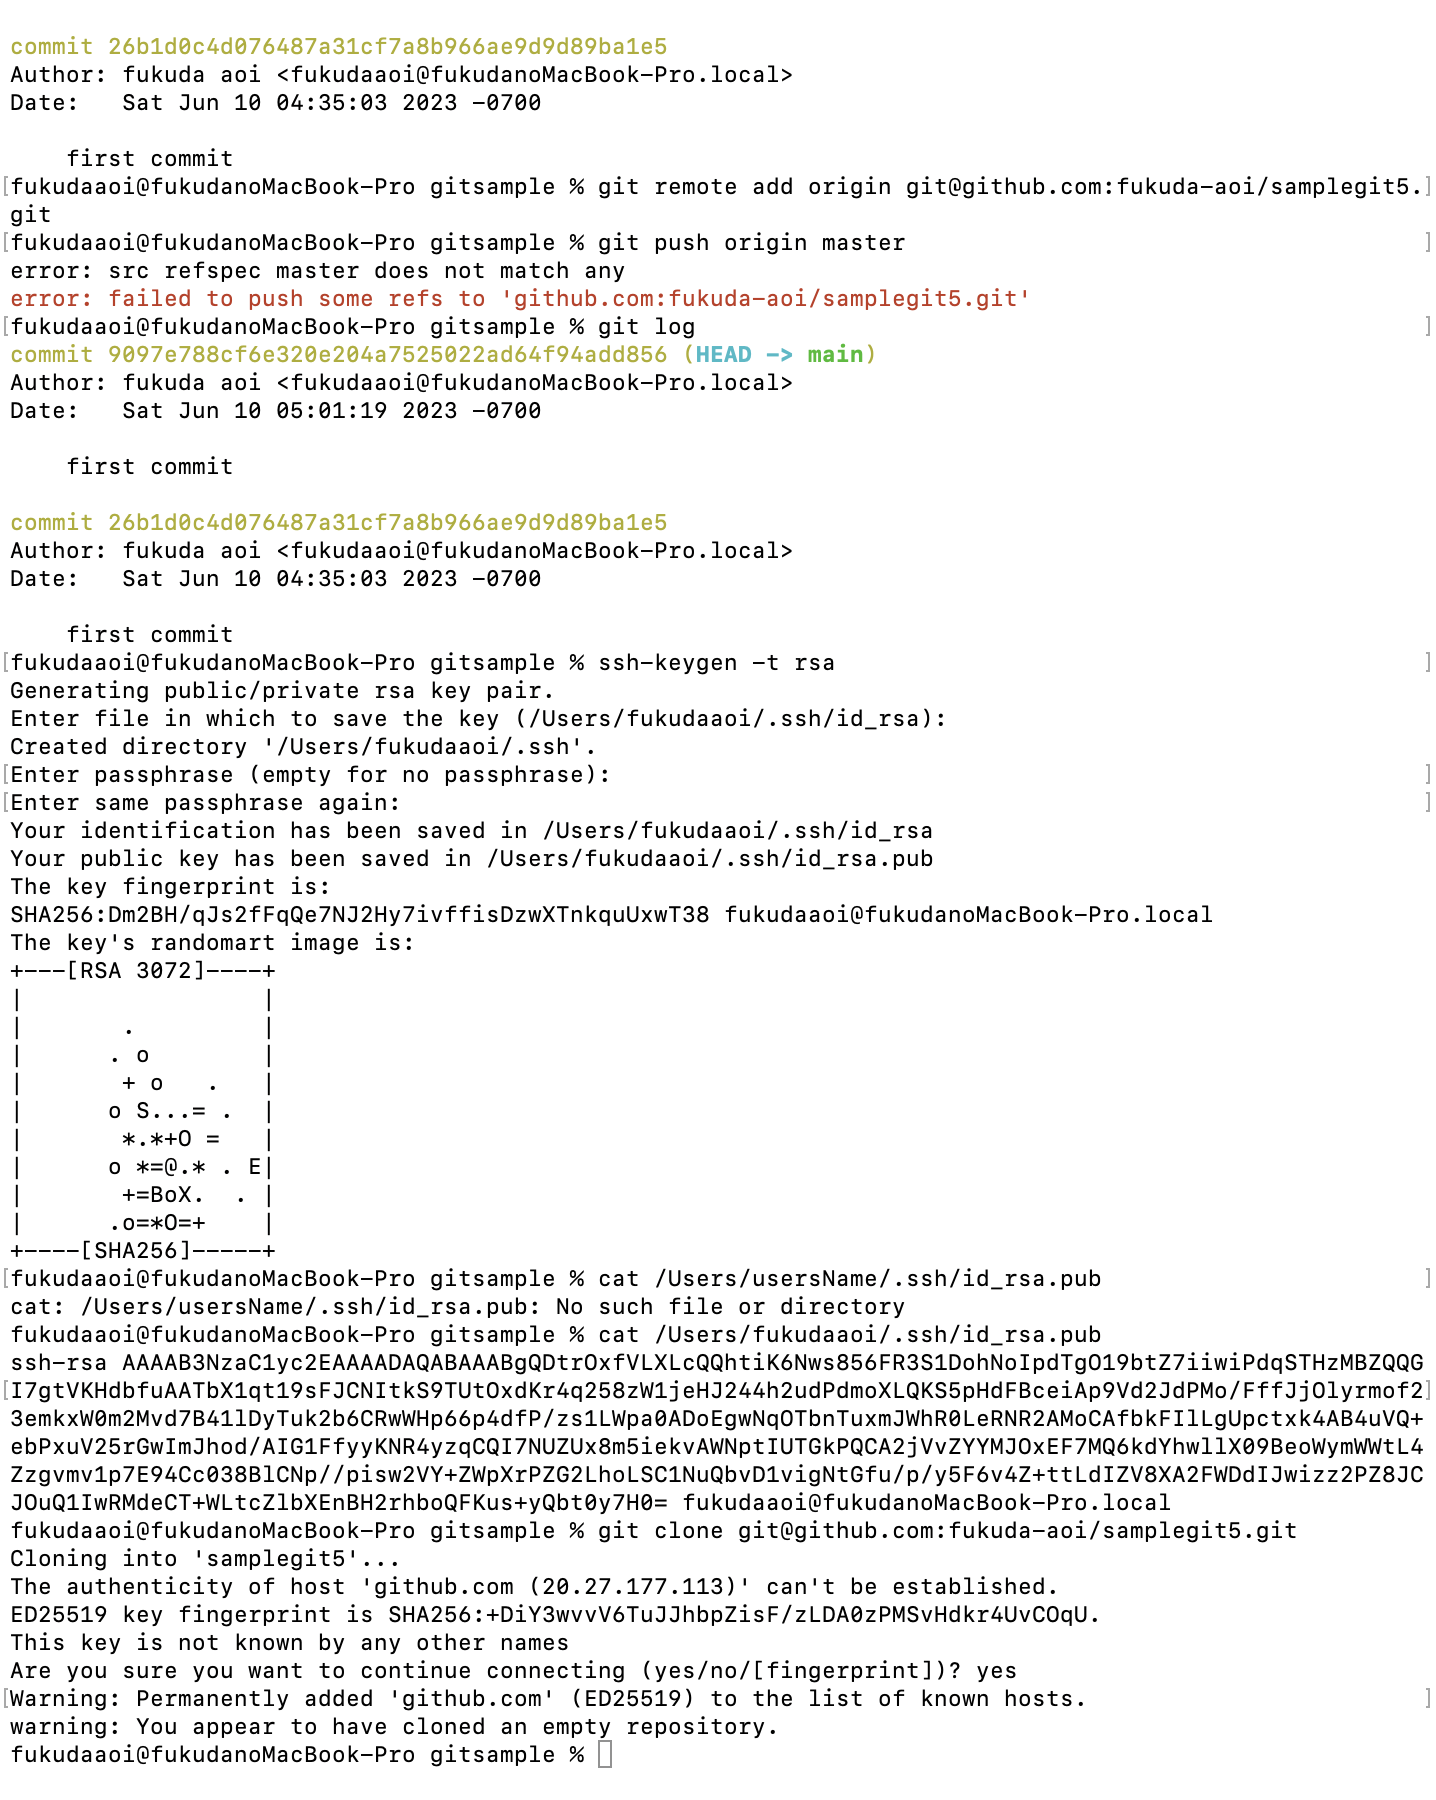 commit 26b1d0c4d076487a31cf7a8b966ae9d9d89ba1e5
Author: fukuda aoi <fukudaaoi@fukudanoMacBook-Pro.local>
Date:   Sat Jun 10 04:35:03 2023 -0700
    first commit
[fukudaaoi@fukudanoMacBook-Pro gitsample % git remote add origin git@github.com:fukuda-aoi/samplegit5.]
git
[fukudaaoi@fukudanoMacBook-Pro gitsample % git push origin master ]
error: src refspec master does not match any
error: failed to push some refs to 'github.com:fukuda-aoi/samplegit5.git'
[fukudaaoi@fukudanoMacBook-Pro gitsample % git log ]
commit 9097e788cf6e320e204a7525022ad64f94add856 (HEAD -> main)
Author: fukuda aoi <fukudaaoi@fukudanoMacBook-Pro.local>
Date:   Sat Jun 10 05:01:19 2023 -0700
    first commit
commit 26b1d0c4d076487a31cf7a8b966ae9d9d89ba1e5
Author: fukuda aoi <fukudaaoi@fukudanoMacBook-Pro.local>
Date:   Sat Jun 10 04:35:03 2023 -0700
    first commit
[fukudaaoi@fukudanoMacBook-Pro gitsample % ssh-keygen -t rsa ]
Generating public/private rsa key pair.
Enter file in which to save the key (/Users/fukudaaoi/.ssh/id_rsa):
Created directory '/Users/fukudaaoi/.ssh'.
[Enter passphrase (empty for no passphrase): ]
[Enter same passphrase again: ]
Your identification has been saved in /Users/fukudaaoi/.ssh/id_rsa
Your public key has been saved in /Users/fukudaaoi/.ssh/id_rsa.pub
The key fingerprint is:
SHA256:Dm2BH/qJs2fFqQe7NJ2Hy7ivffisDzwXTnkquUxwT38 fukudaaoi@fukudanoMacBook-Pro.local
The key's randomart image is:
+---[RSA 3072]----+
|                 |
|       .         |
|      . o        |
|       + o   .   |
|      o S...= .  |
|       *.*+O =   |
|      o *=@.* . E|
|       +=BoX.  . |
|      .o=*O=+    |
+----[SHA256]-----+
[fukudaaoi@fukudanoMacBook-Pro gitsample % cat /Users/usersName/.ssh/id_rsa.pub ]
cat: /Users/usersName/.ssh/id_rsa.pub: No such file or directory
fukudaaoi@fukudanoMacBook-Pro gitsample % cat /Users/fukudaaoi/.ssh/id_rsa.pub
ssh-rsa AAAAB3NzaC1yc2EAAAADAQABAAABgQDtrOxfVLXLcQQhtiK6Nws856FR3S1DohNoIpdTgO19btZ7iiwiPdqSTHzMBZQQG
[I7gtVKHdbfuAATbX1qt19sFJCNItkS9TUtOxdKr4q258zW1jeHJ244h2udPdmoXLQKS5pHdFBceiAp9Vd2JdPMo/FffJjOlyrmof2]
3emkxW0m2Mvd7B41lDyTuk2b6CRwWHp66p4dfP/zs1LWpa0ADoEgwNqOTbnTuxmJWhR0LeRNR2AMoCAfbkFIlLgUpctxk4AB4uVQ+
ebPxuV25rGwImJhod/AIG1FfyyKNR4yzqCQI7NUZUx8m5iekvAWNptIUTGkPQCA2jVvZYYMJOxEF7MQ6kdYhwllX09BeoWymWWtL4
Zzgvmv1p7E94Cc038BlCNp//pisw2VY+ZWpXrPZG2LhoLSC1NuQbvD1vigNtGfu/p/y5F6v4Z+ttLdIZV8XA2FWDdIJwizz2PZ8JC
JOuQ1IwRMdeCT+WLtcZlbXEnBH2rhboQFKus+yQbt0y7H0= fukudaaoi@fukudanoMacBook-Pro.local
fukudaaoi@fukudanoMacBook-Pro gitsample % git clone git@github.com:fukuda-aoi/samplegit5.git
Cloning into 'samplegit5'...
The authenticity of host 'github.com (20.27.177.113)' can't be established.
ED25519 key fingerprint is SHA256:+DiY3wvvV6TuJJhbpZisF/zLDA0zPMSvHdkr4UvCOqU.
This key is not known by any other names
Are you sure you want to continue connecting (yes/no/[fingerprint])? yes
[Warning: Permanently added 'github.com' (ED25519) to the list of known hosts. ]
warning: You appear to have cloned an empty repository.
fukudaaoi@fukudanoMacBook-Pro gitsample %